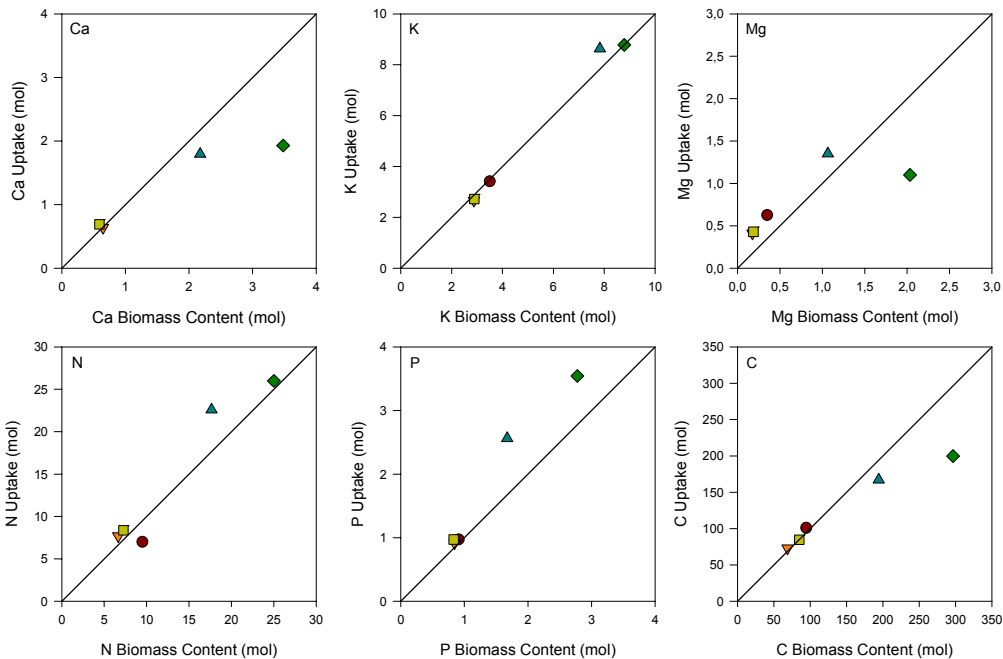 Ca
Ca Uptake (mol)
4
3
2
1
0
0 1 2 3 4
Ca Biomass Content (mol)
K
K Uptake (mol)
10
8
6
4
2
0
0 2 4 6 8 10
K Biomass Content (mol)
Mg
Mg Uptake (mol)
3,0
2,5
2,0
1,5
1,0
0,5
0,0
0,0 0,5 1,0 1,5 2,0 2,5 3,0
Mg Biomass Content (mol)
N
N Uptake (mol)
30
25
20
15
10
5
0
0 5 10 15 20 25 30
N Biomass Content (mol)
P
P Uptake (mol)
4
3
2
1
0
0 1 2 3 4
P Biomass Content (mol)
C
C Uptake (mol)
350
300
250
200
150
100
50
0
0 50 100 150 200 250 300 350
C Biomass Content (mol)